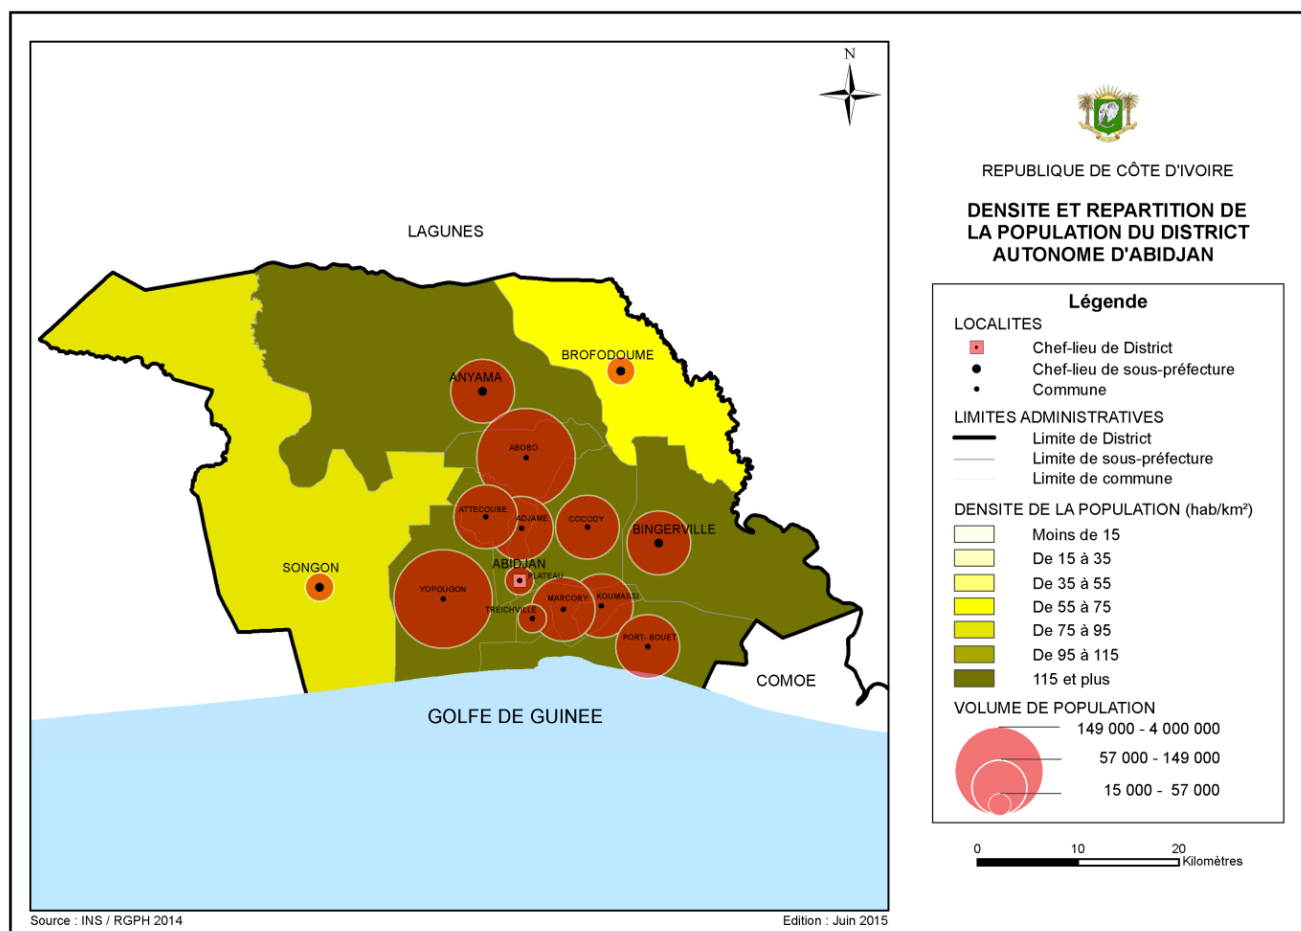 N
LAGUNES
BROFODOUME
ANYAMA
ABOBO
ATTECOUBE
ADJAME
COCODY
BINGERVILLE
ABIDJAN
PLATEAU
SONGON
YOPOUGON
MARCORY
KOUMASSI
TREICHVILLE
PORT- BOUET
COMOE
GOLFE DE GUINEE
REPUBLIQUE DE CÔTE D'IVOIRE
DENSITE ET REPARTITION DE
LA POPULATION DU DISTRICT
AUTONOME D'ABIDJAN
Légende
LOCALITES
Chef-lieu de District
Chef-lieu de sous-préfecture
Commune
LIMITES ADMINISTRATIVES
Limite de District
Limite de sous-préfecture
Limite de commune
DENSITE DE LA POPULATION (hab/km²)
Moins de 15
De 15 à 35
De 35 à 55
De 55 à 75
De 75 à 95
De 95 à 115
115 et plus
VOLUME DE POPULATION
149 000 - 4 000 000
57 000 - 149 000
15 000 - 57 000
0 10 20
Kilomètres
Source : INS / RGPH 2014
Edition : Juin 2015